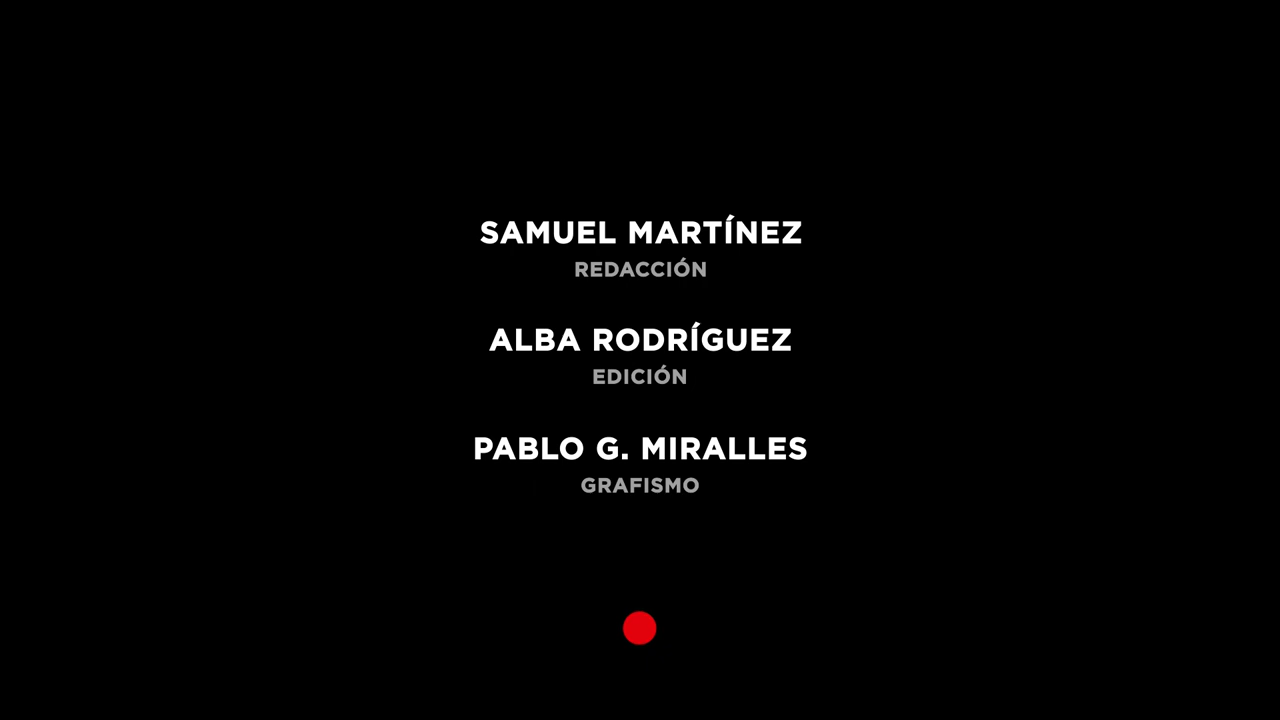 SAMUEL MARTÍNEZ
REDACCIÓN
ALBA RODRÍGUEZ
EDICIÓN
PABLO G. MIRALLES
GRAFISMO